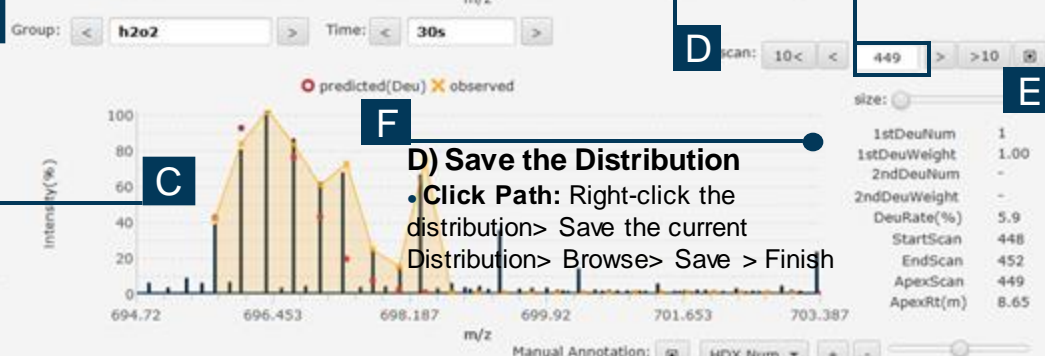 m/z
Group: < h2o2 > Time: < 30s >
D scan: 10< < 449 > >10
E
predicted(Deu) observed
size:
F
D) Save the Distribution
• Click Path: Right-click the
distribution> Save the current
Distribution> Browse> Save > Finish
C
Intensity(%)
100
80
60
40
20
0
694.72 696.453 698.187 699.92 701.653 703.387
m/z
1stDeuNum 1
1stDeuWeight 1.00
2ndDeuNum -
2ndDeuWeight -
DeuRate(%) 5.9
StartScan 448
EndScan 452
ApexScan 449
ApexRt(m) 8.65
Manual Annotation: HDX Num + -